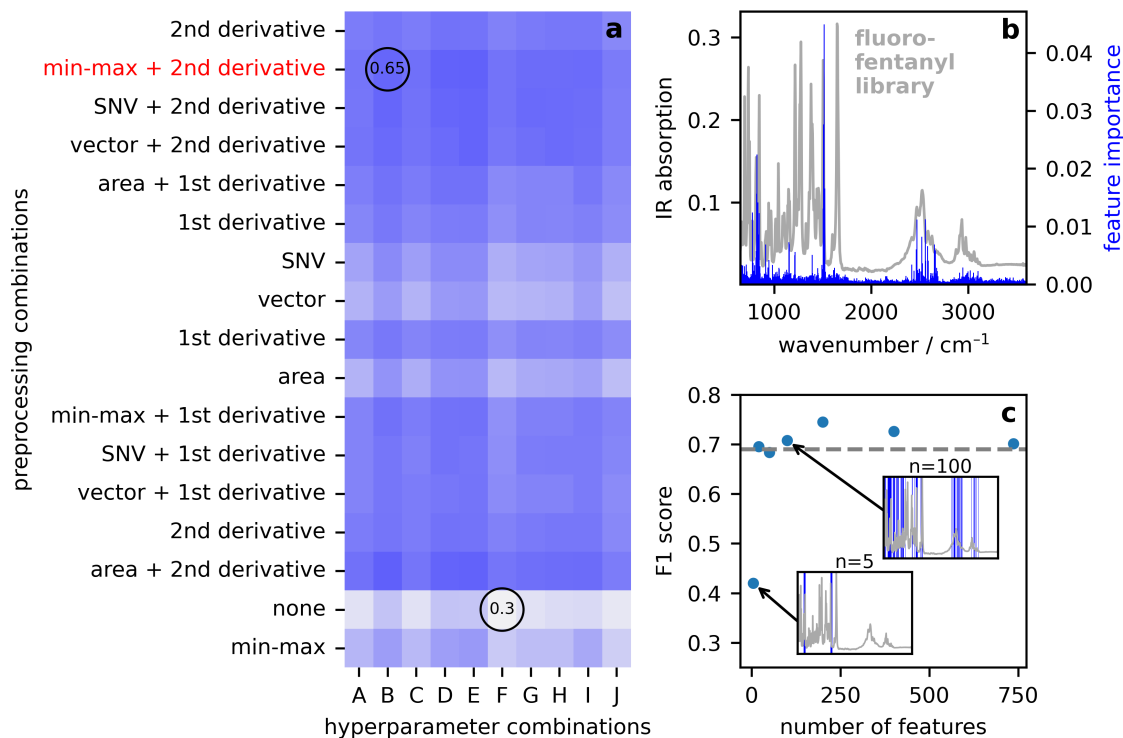 a
preprocessing combinations
2nd derivative
min-max + 2nd derivative
SNV + 2nd derivative
vector + 2nd derivative
area + 1st derivative
1st derivative
SNV
vector
1st derivative
area
min-max + 1st derivative
SNV + 1st derivative
vector + 1st derivative
2nd derivative
area + 2nd derivative
none
min-max
0.65
0.3
A B C D E F G H I J
hyperparameter combinations
b
fluoro-
fentanyl
library
IR absorption
0.3
0.2
0.1
feature importance
0.04
0.03
0.02
0.01
0.00
1000 2000 3000
wavenumber / cm⁻¹
c
F1 score
0.8
0.7
0.6
0.5
0.4
0.3
n=100
n=5
0 250 500 750
number of features